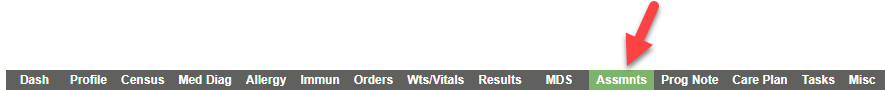 Dash Profile Census Med Diag Allergy Immun Orders Wts/Vitals Results MDS Assmnts Prog Note Care Plan Tasks Misc